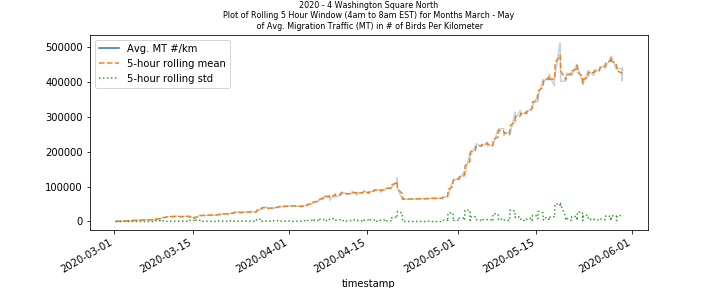 2020 - 4 Washington Square North
Plot of Rolling 5 Hour Window (4am to 8am EST) for Months March - May
of Avg. Migration Traffic (MT) in # of Birds Per Kilometer
Avg. MT #/km
5-hour rolling mean
5-hour rolling std
500000
400000
300000
200000
100000
0
2020-03-01
2020-03-15
2020-04-01
2020-04-15
2020-05-01
2020-05-15
2020-06-01
timestamp